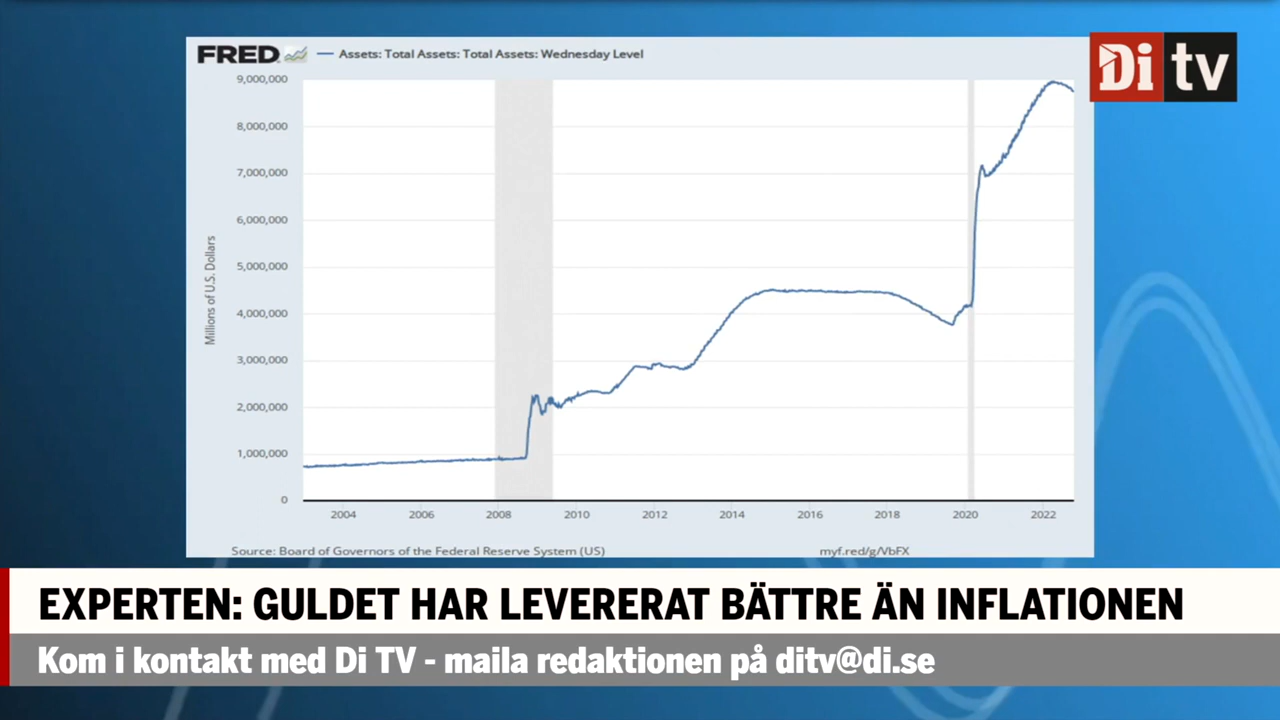 FRED
Assets: Total Assets: Total Assets: Wednesday Level
Di tv
9,000,000
8,000,000
7,000,000
6,000,000
5,000,000
4,000,000
3,000,000
2,000,000
1,000,000
0
Millions of U.S. Dollars
2004 2006 2008 2010 2012 2014 2016 2018 2020 2022
Source: Board of Governors of the Federal Reserve System (US) myf.red/g/VbFX
EXPERTEN: GULDET HAR LEVERERAT BÄTTRE ÄN INFLATIONEN
Kom i kontakt med Di TV - maila redaktionen på ditv@di.se